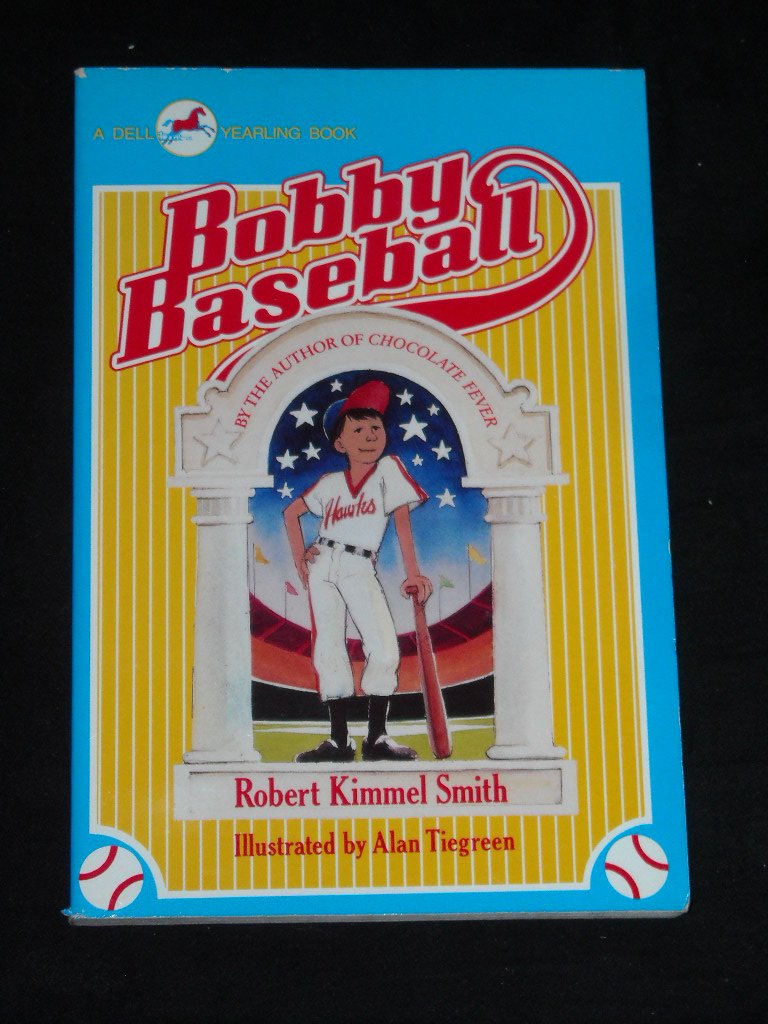 A DELL YEARLING BOOK
Bobby
Baseball
BY THE AUTHOR OF CHOCOLATE FEVER
Hawks
Robert Kimmel Smith
Illustrated by Alan Tiegreen